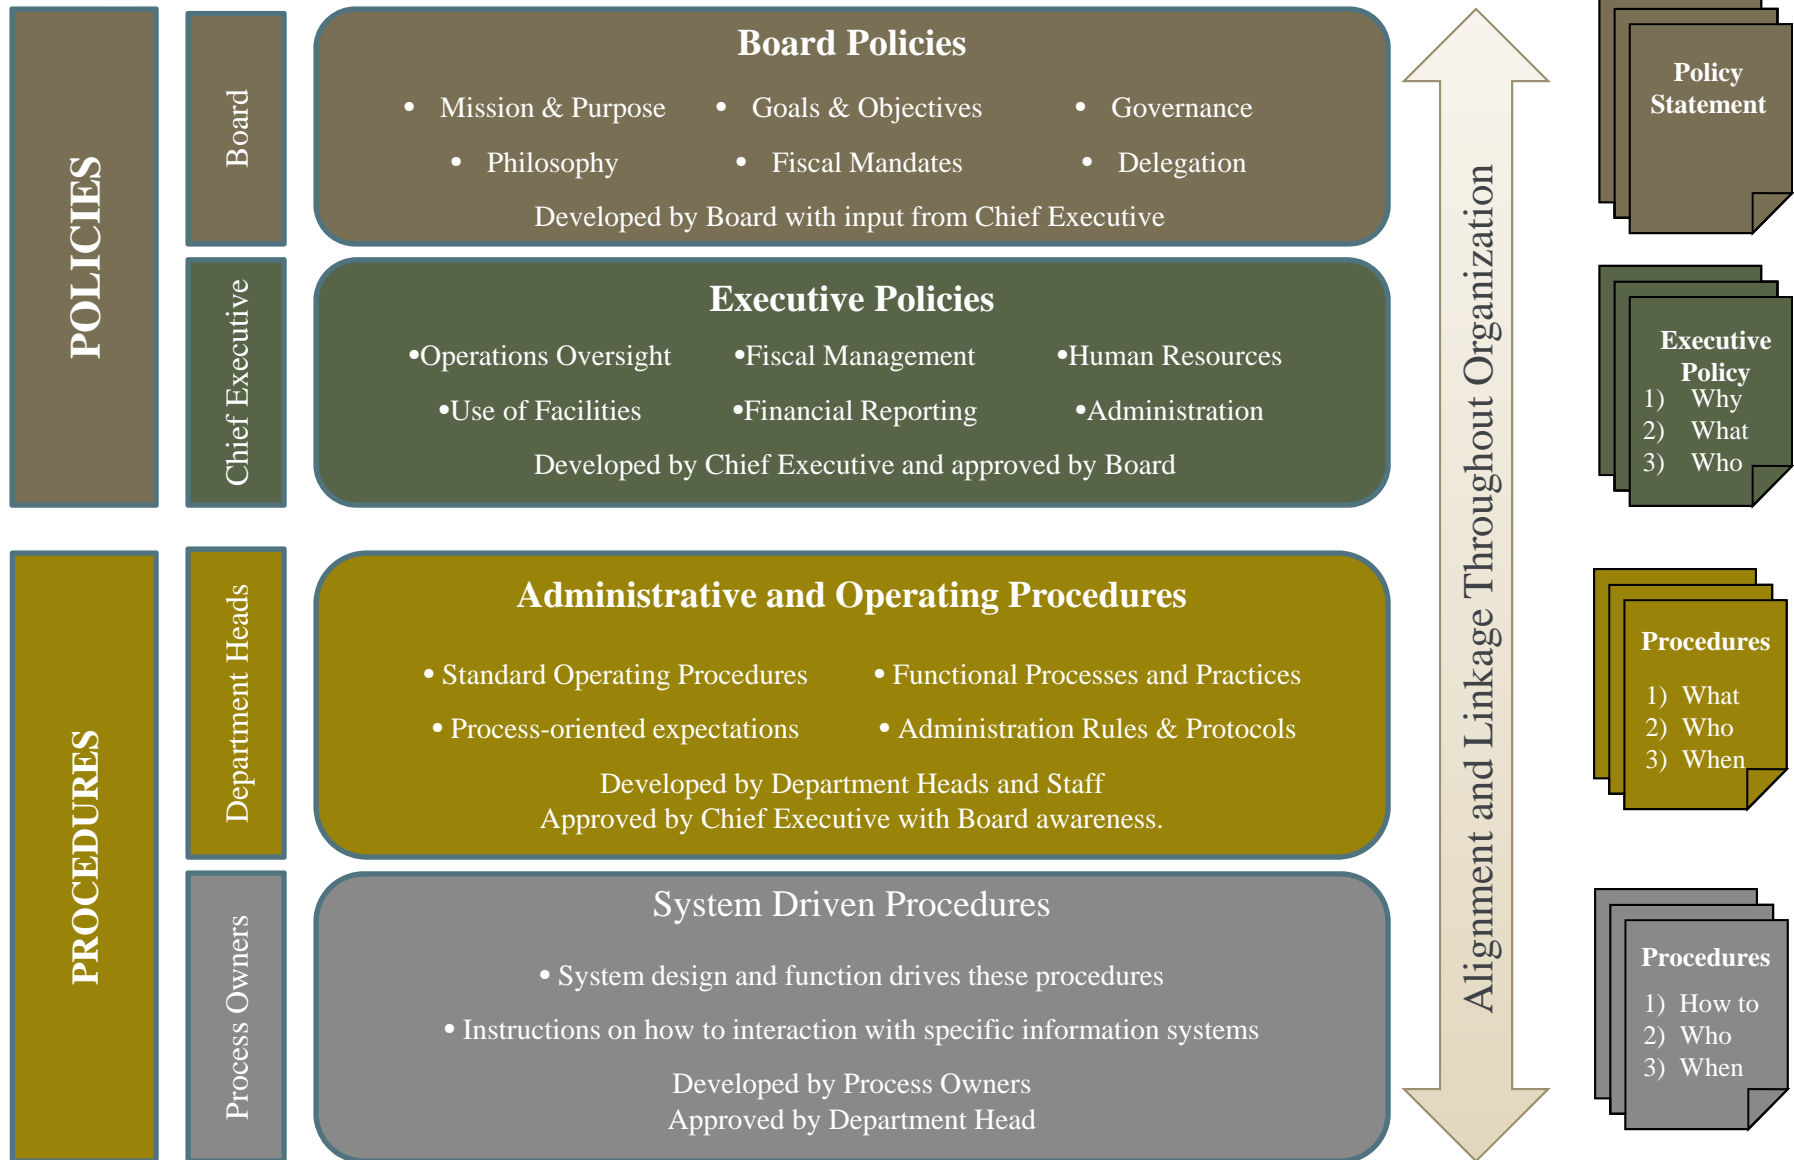 POLICIES
Board
Board Policies
• Mission & Purpose • Goals & Objectives • Governance
• Philosophy • Fiscal Mandates • Delegation
Developed by Board with input from Chief Executive
Policy
Statement
Chief Executive
Executive Policies
•Operations Oversight •Fiscal Management •Human Resources
•Use of Facilities •Financial Reporting •Administration
Developed by Chief Executive and approved by Board
Executive
Policy
1) Why
2) What
3) Who
Alignment and Linkage Throughout Organization
PROCEDURES
Department Heads
Administrative and Operating Procedures
• Standard Operating Procedures • Functional Processes and Practices
• Process-oriented expectations • Administration Rules & Protocols
Developed by Department Heads and Staff
Approved by Chief Executive with Board awareness.
Procedures
1) What
2) Who
3) When
Process Owners
System Driven Procedures
• System design and function drives these procedures
• Instructions on how to interaction with specific information systems
Developed by Process Owners
Approved by Department Head
Procedures
1) How to
2) Who
3) When